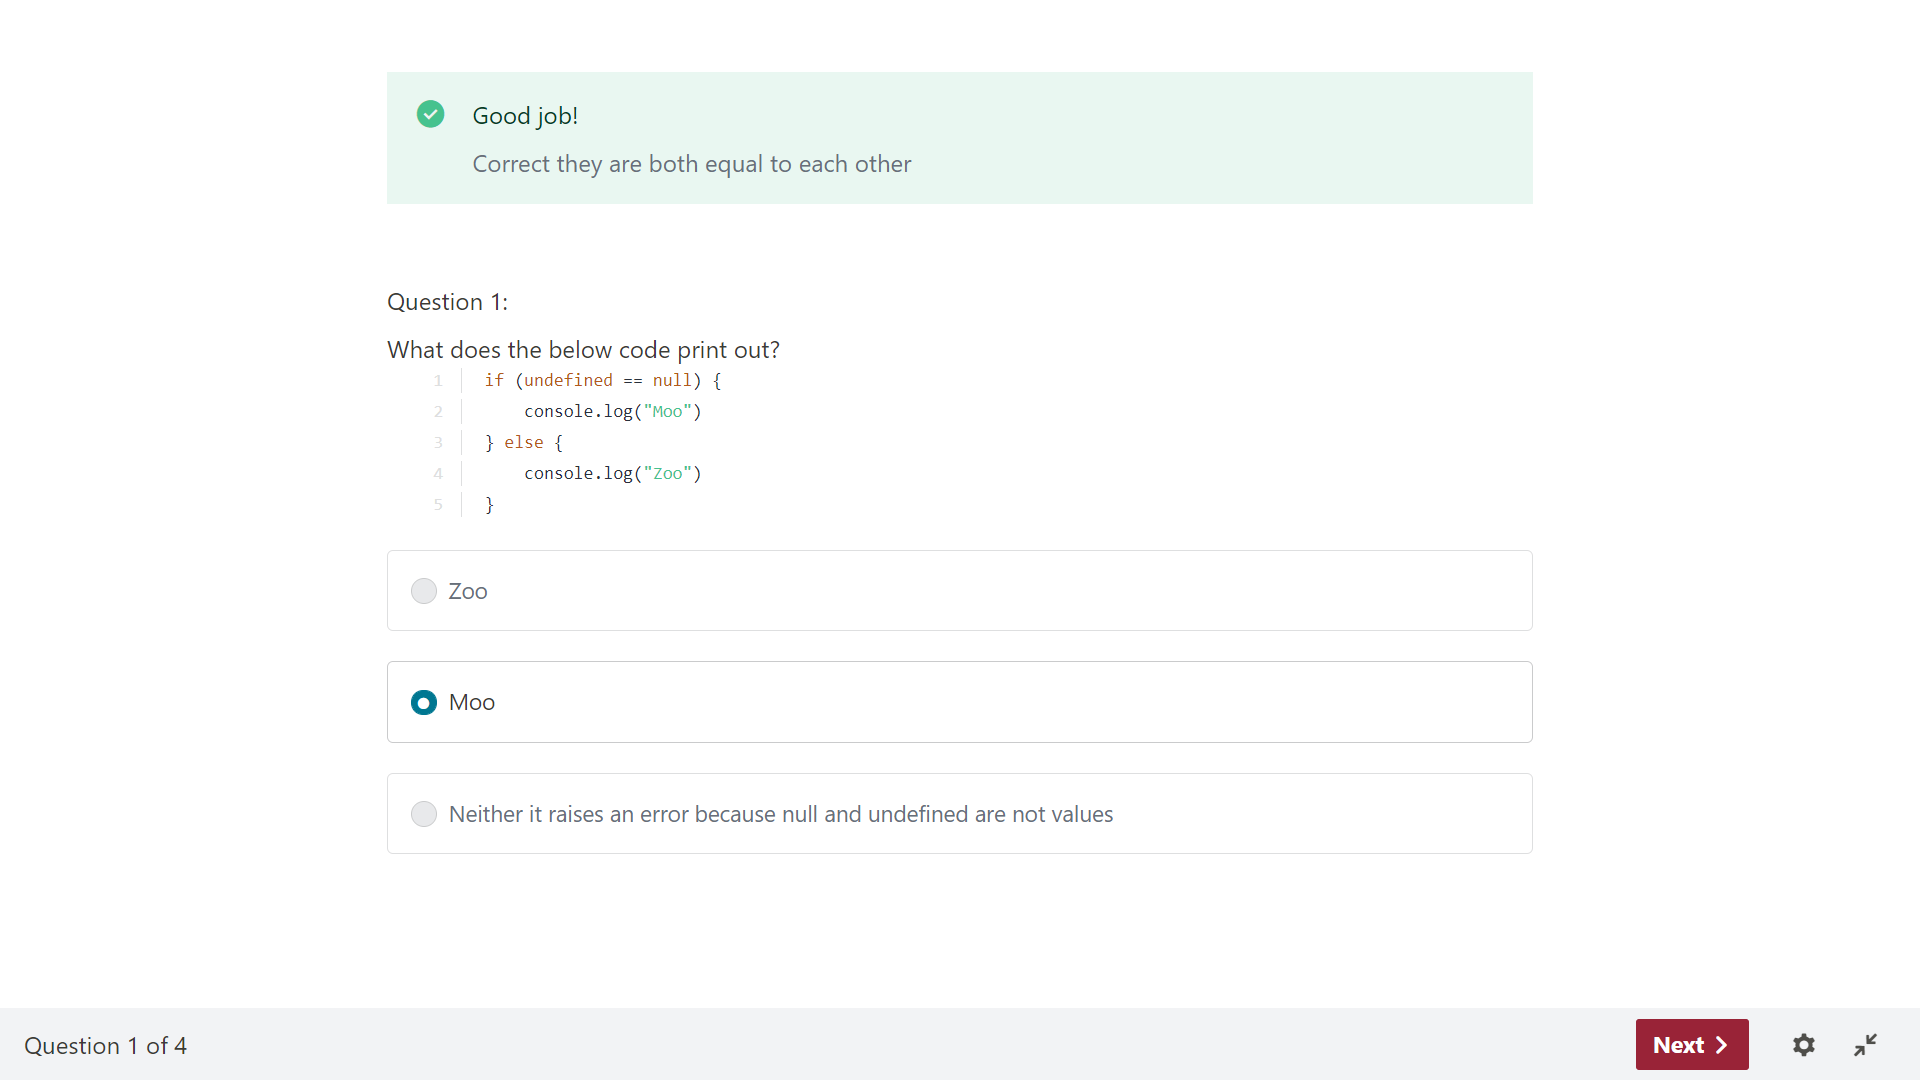 Good job!
Correct they are both equal to each other
Question 1:
What does the below code print out?
1 if (undefined == null) {
2     console.log("Moo")
3 } else {
4     console.log("Zoo")
5 }
Zoo
Moo
Neither it raises an error because null and undefined are not values
Question 1 of 4
Next